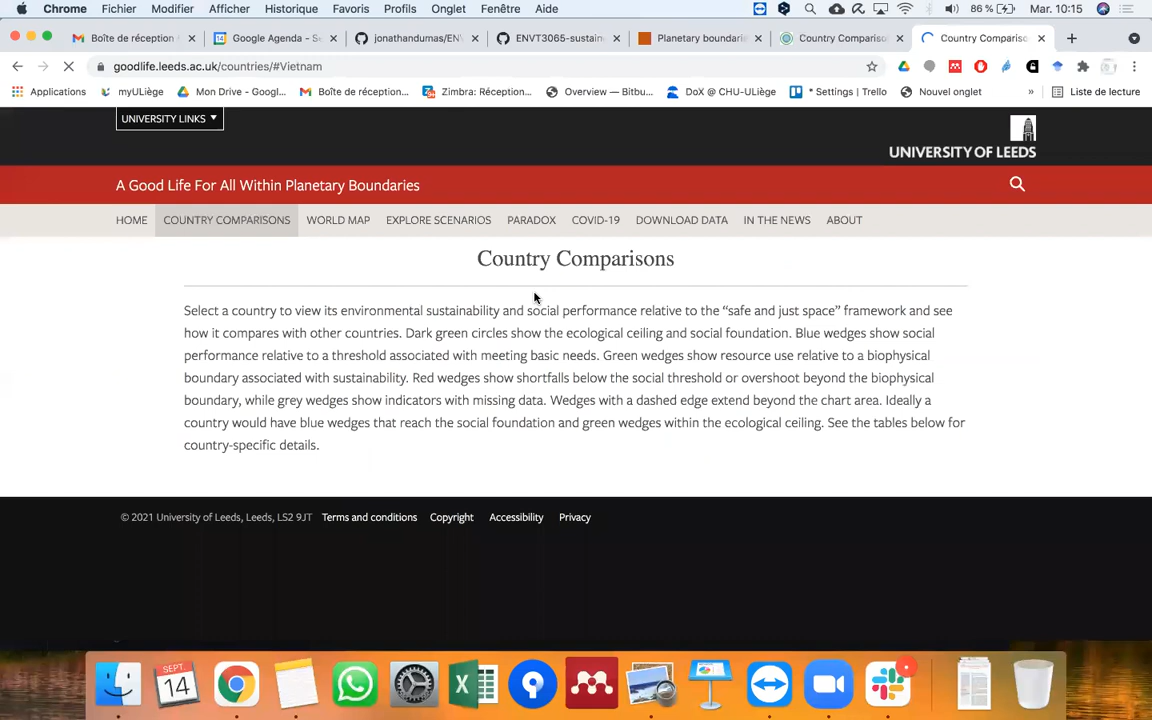 Chrome Fichier Modifier Afficher Historique Favoris Profils Onglet Fenêtre Aide 86 % Mar. 10:15
Boîte de réception Google Agenda - Se jonathandumas/EN ENVT3065-sustain Planetary boundarie Country Compariso Country Compariso
goodlife.leeds.ac.uk/countries/#Vietnam
Applications myULiège Mon Drive - Googl... Boîte de réception... Zimbra: Réception... Overview — Bitbu... DoX @ CHU-ULiège * Settings | Trello Nouvel onglet » Liste de lecture
UNIVERSITY LINKS
UNIVERSITY OF LEEDS
A Good Life For All Within Planetary Boundaries
HOME COUNTRY COMPARISONS WORLD MAP EXPLORE SCENARIOS PARADOX COVID-19 DOWNLOAD DATA IN THE NEWS ABOUT
Country Comparisons
Select a country to view its environmental sustainability and social performance relative to the “safe and just space” framework and see
how it compares with other countries. Dark green circles show the ecological ceiling and social foundation. Blue wedges show social
performance relative to a threshold associated with meeting basic needs. Green wedges show resource use relative to a biophysical
boundary associated with sustainability. Red wedges show shortfalls below the social threshold or overshoot beyond the biophysical
boundary, while grey wedges show indicators with missing data. Wedges with a dashed edge extend beyond the chart area. Ideally a
country would have blue wedges that reach the social foundation and green wedges within the ecological ceiling. See the tables below for
country-specific details.
© 2021 University of Leeds, Leeds, LS2 9JT Terms and conditions Copyright Accessibility Privacy
SEPT.
14